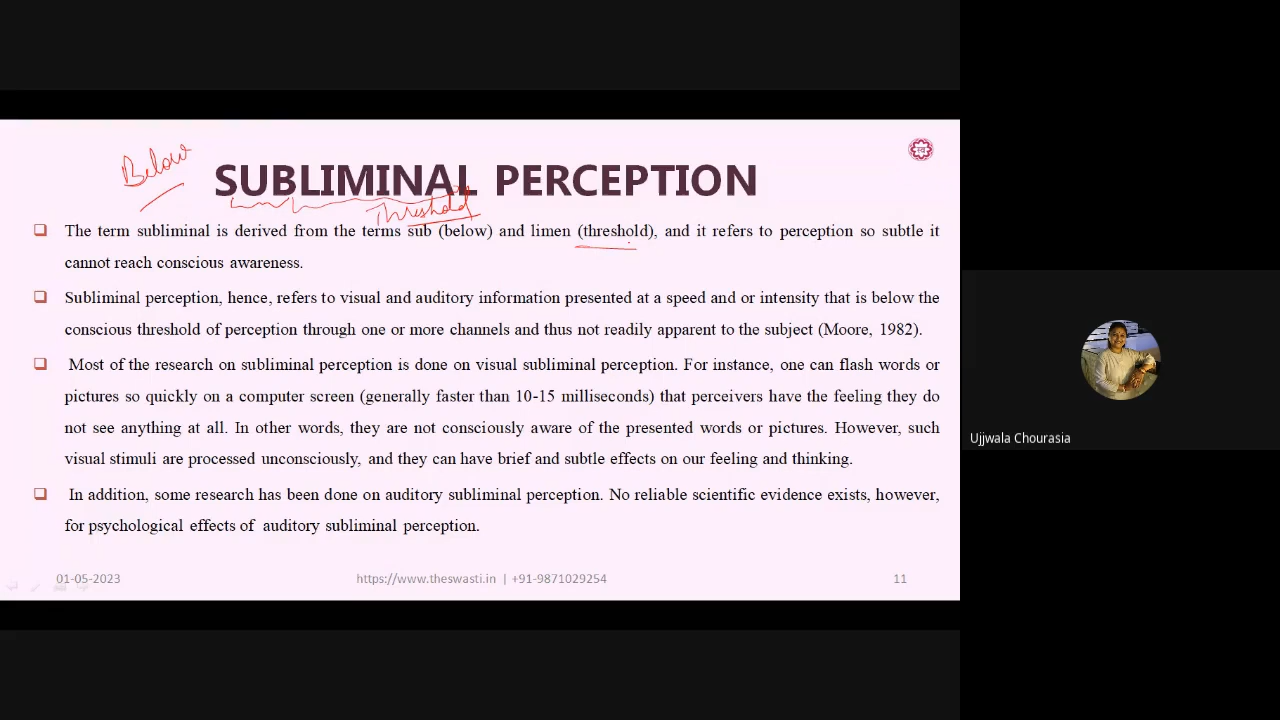 Below
SUBLIMINAL PERCEPTION
Threshold
❑ The term subliminal is derived from the terms sub (below) and limen (threshold), and it refers to perception so subtle it
cannot reach conscious awareness.
❑ Subliminal perception, hence, refers to visual and auditory information presented at a speed and or intensity that is below the
conscious threshold of perception through one or more channels and thus not readily apparent to the subject (Moore, 1982).
❑ Most of the research on subliminal perception is done on visual subliminal perception. For instance, one can flash words or
pictures so quickly on a computer screen (generally faster than 10-15 milliseconds) that perceivers have the feeling they do
not see anything at all. In other words, they are not consciously aware of the presented words or pictures. However, such
visual stimuli are processed unconsciously, and they can have brief and subtle effects on our feeling and thinking.
❑ In addition, some research has been done on auditory subliminal perception. No reliable scientific evidence exists, however,
for psychological effects of auditory subliminal perception.
01-05-2023 https://www.theswasti.in | +91-9871029254 11
Ujjwala Chourasia